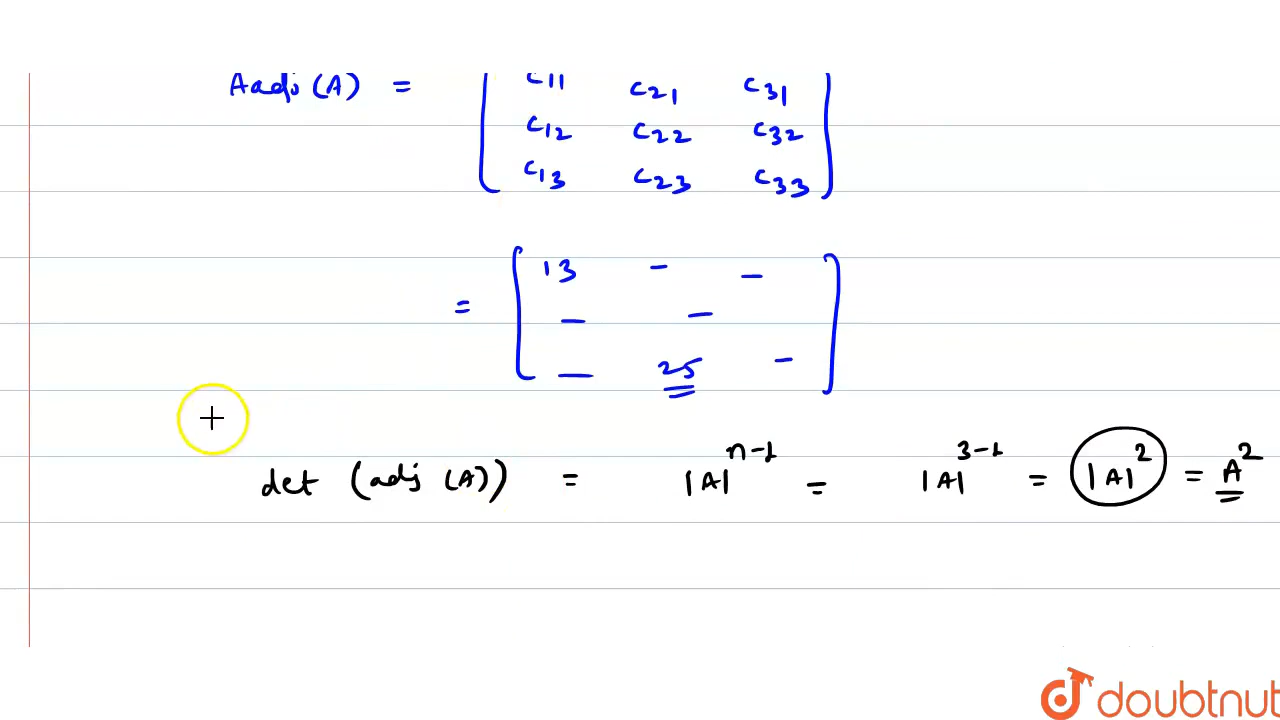 Aadj (A) = [ c11 c21 c31
c12 c22 c32
c13 c23 c33 ]
= [ 13 - -
- -
- 25 - ]
det (adj (A)) = |A|^n-1 = |A|^3-1 = |A|^2 = A^2
doubtnut